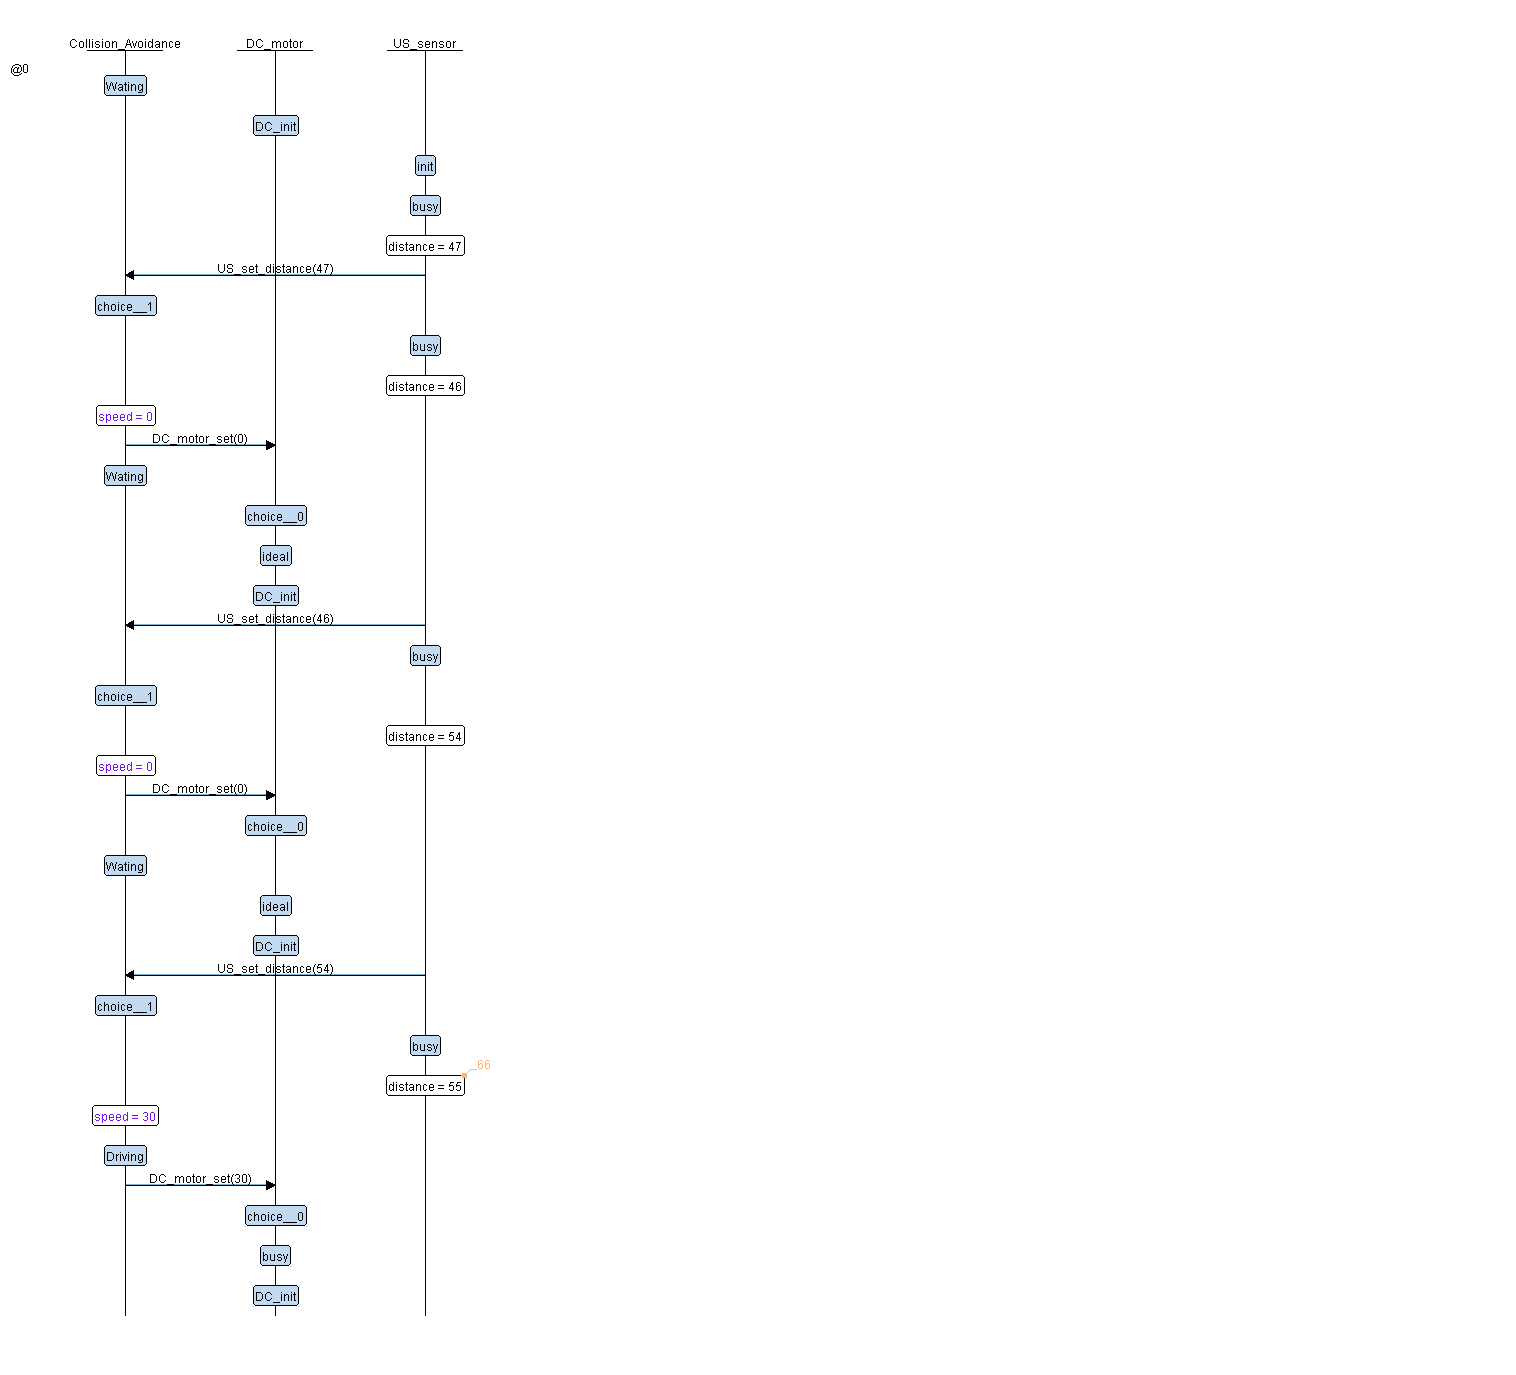 Collision_Avoidance DC_motor US_sensor
@0
Wating
DC_init
init
busy
distance = 47
US_set_distance(47)
choice__1
busy
distance = 46
speed = 0
DC_motor_set(0)
Wating
choice__0
ideal
DC_init
US_set_distance(46)
busy
choice__1
distance = 54
speed = 0
DC_motor_set(0)
choice__0
Wating
ideal
DC_init
US_set_distance(54)
choice__1
busy
_66
distance = 55
speed = 30
Driving
DC_motor_set(30)
choice__0
busy
DC_init